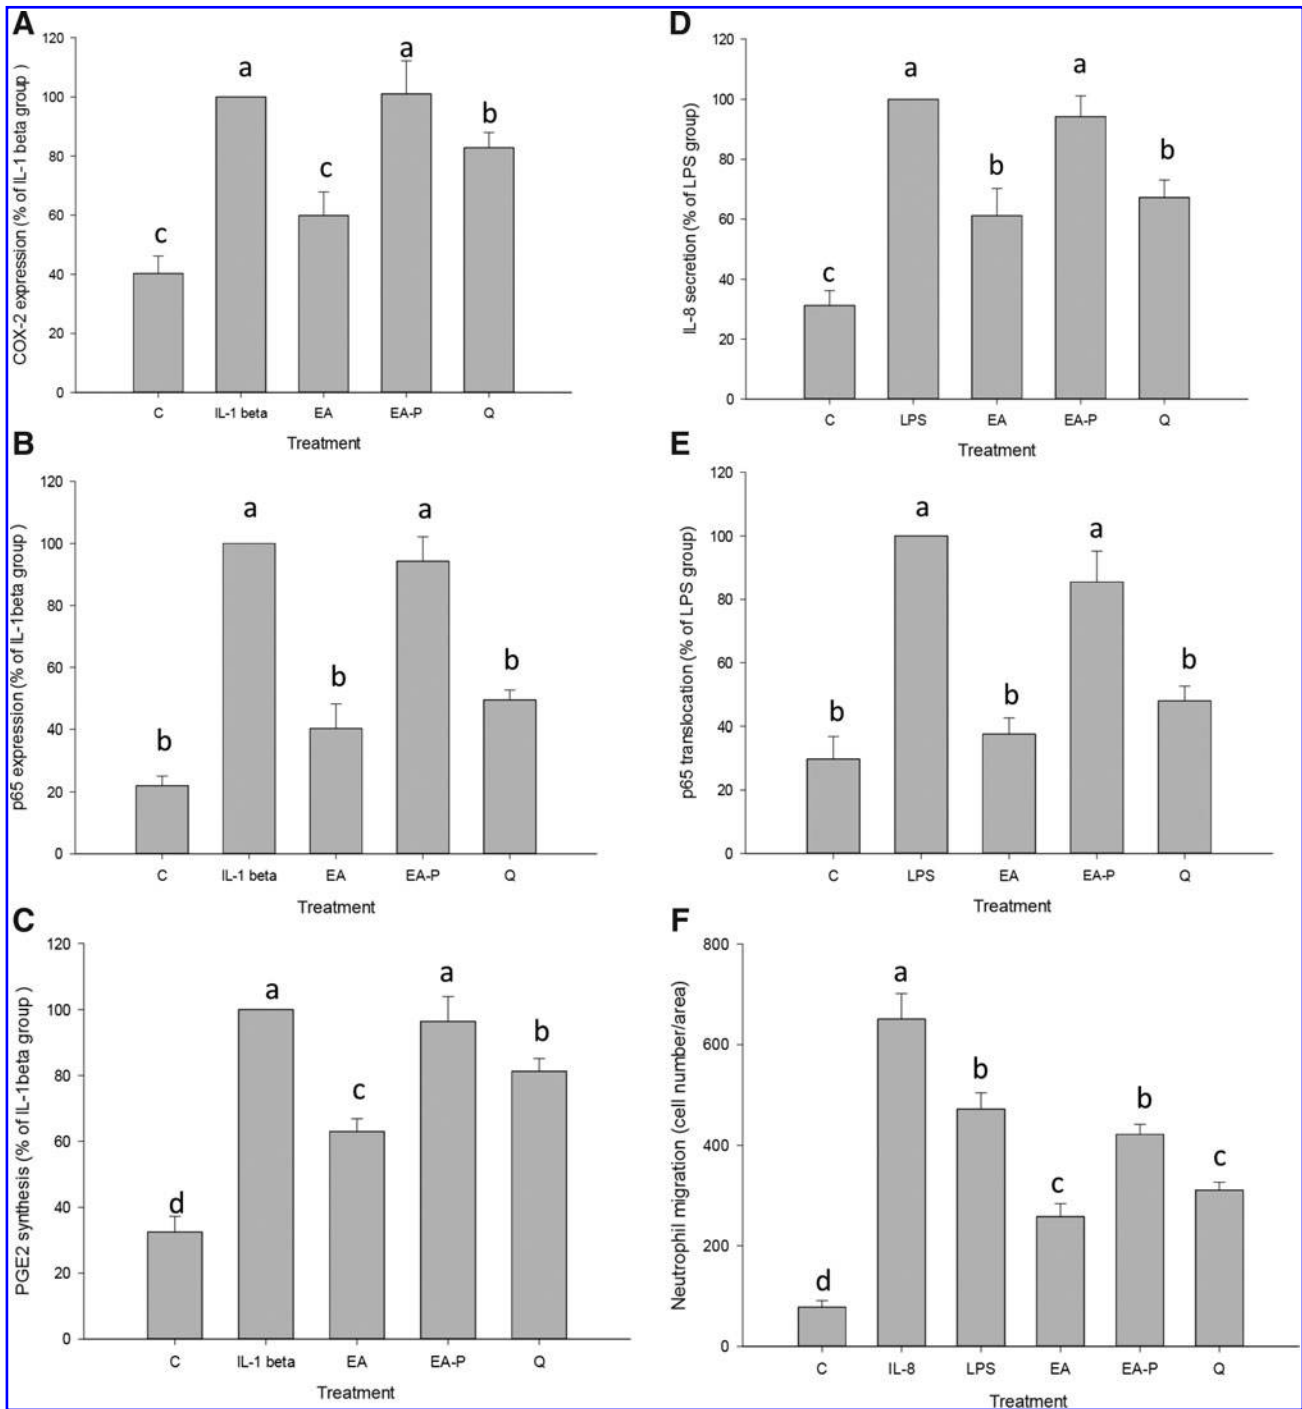 A
COX-2 expression (% of IL-1 beta group )
120
100
80
60
40
20
0
c
a
c
a
b
C IL-1 beta EA EA-P Q
Treatment
B
p65 expression (% of IL-1beta group )
120
100
80
60
40
20
0
b
a
b
a
b
C IL-1 beta EA EA-P Q
Treatment
C
PGE2 synthesis (% of IL-1beta group )
120
100
80
60
40
20
0
d
a
c
a
b
C IL-1 beta EA EA-P Q
Treatment
D
IL-8 secretion (% of LPS group)
120
100
80
60
40
20
0
c
a
b
a
b
C LPS EA EA-P Q
Treatment
E
p65 translocation (% of LPS group)
120
100
80
60
40
20
0
b
a
b
a
b
C LPS EA EA-P Q
Treatment
F
Neutrophil migration (cell number/area)
800
600
400
200
0
d
a
b
c
b
c
C IL-8 LPS EA EA-P Q
Treatment